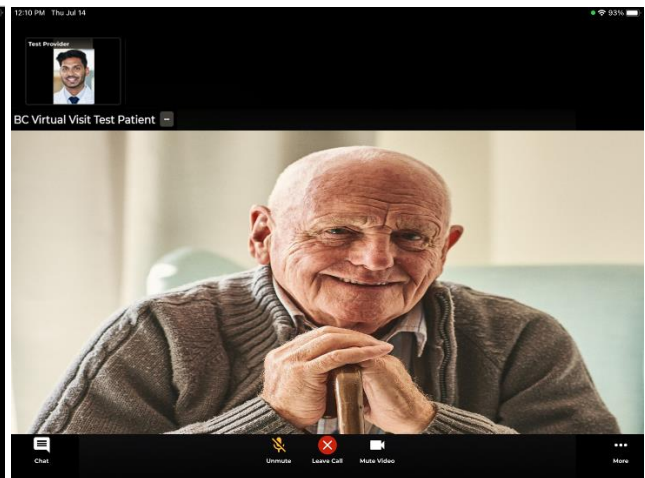 12:10 PM Thu Jul 14
93%
Test Provider
BC Virtual Visit Test Patient
Chat
Unmute
Leave Call
Mute Video
More